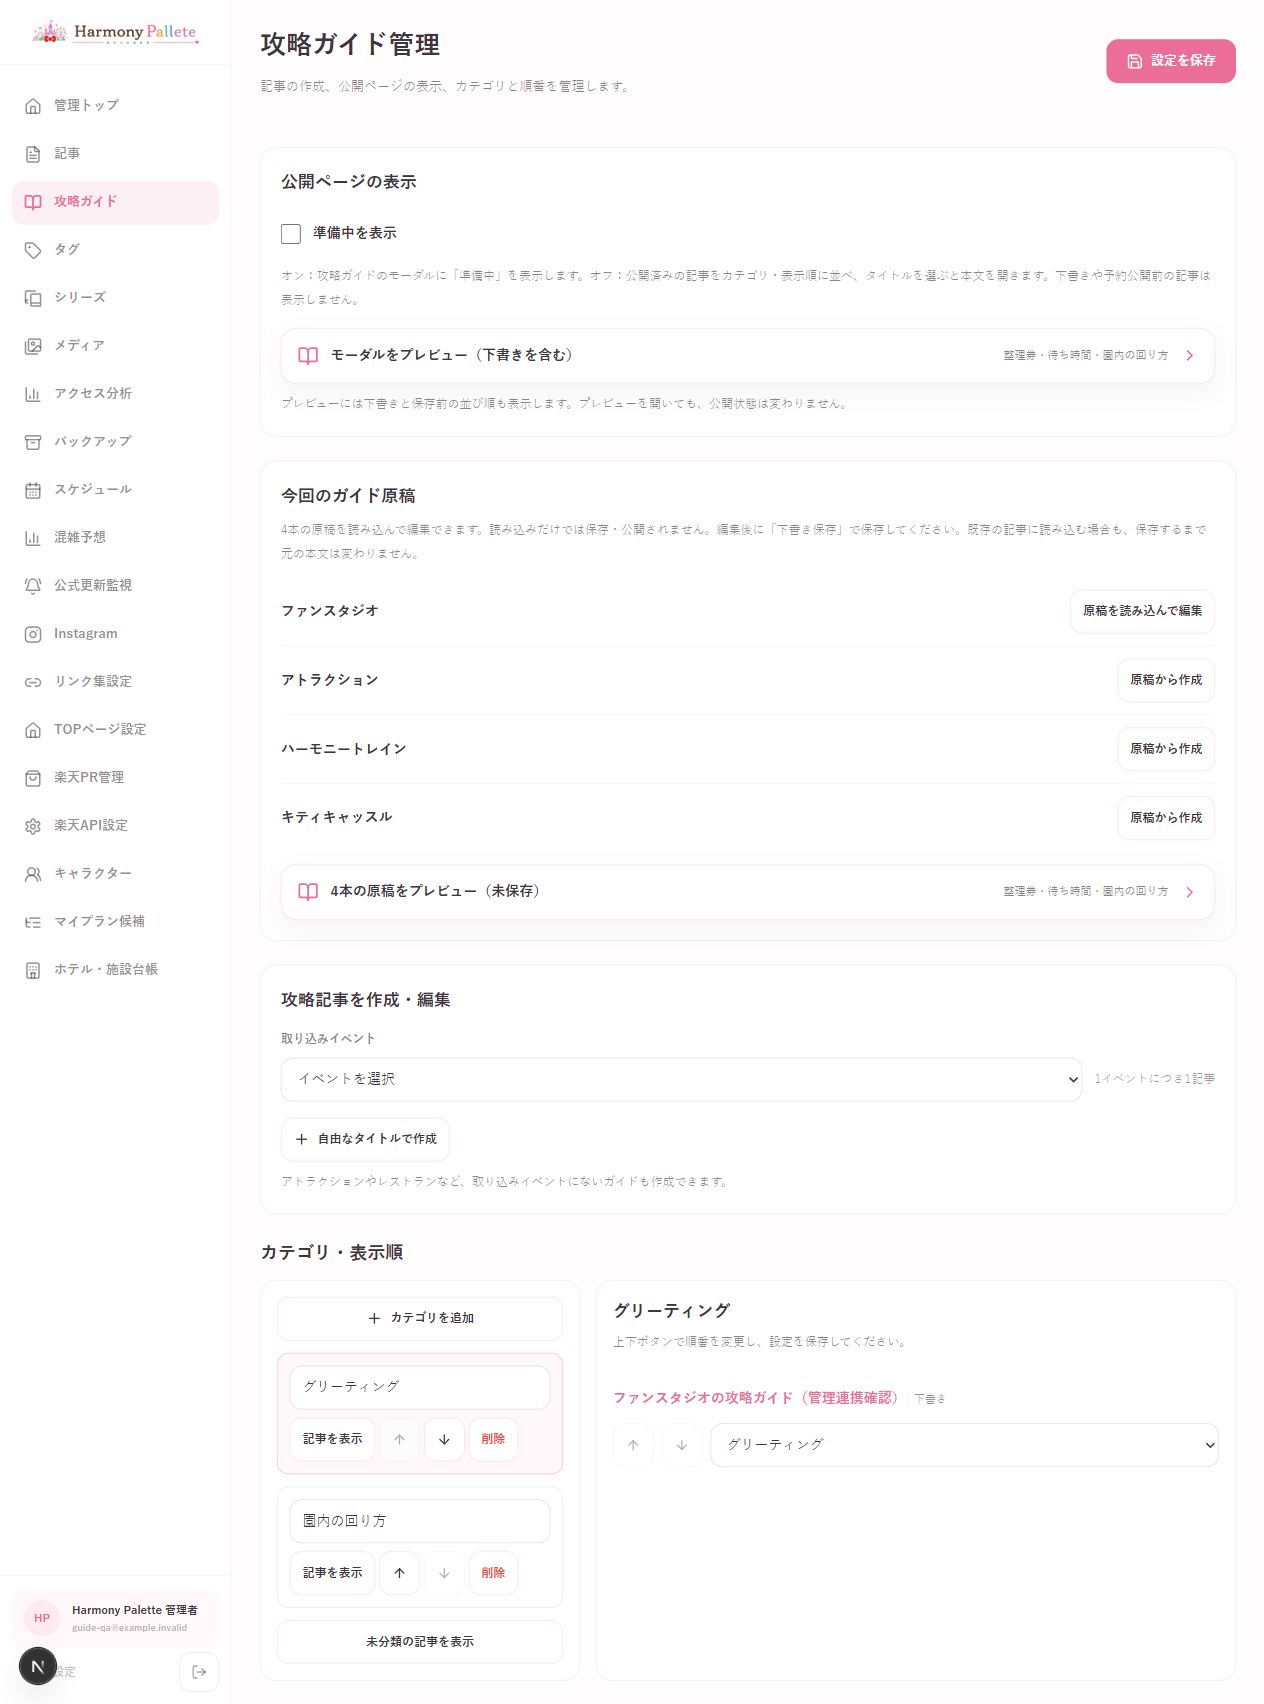 Harmony Pallete
管理トップ
記事
攻略ガイド
タグ
シリーズ
メディア
アクセス分析
バックアップ
スケジュール
混雑予想
公式更新監視
Instagram
リンク集設定
TOPページ設定
楽天PR管理
楽天API設定
キャラクター
マイプラン候補
ホテル・施設台帳
HP
Harmony Palette 管理者
guide-qa@example.invalid
N
設定
攻略ガイド管理
記事の作成、公開ページの表示、カテゴリと順番を管理します。
設定を保存
公開ページの表示
準備中を表示
オン：攻略ガイドのモーダルに「準備中」を表示します。オフ：公開済みの記事をカテゴリ・表示順に並べ、タイトルを選ぶと本文を開きます。下書きや予約公開前の記事は
表示しません。
モーダルをプレビュー（下書きを含む）
整理券・待ち時間・園内の回り方
プレビューには下書きと保存前の並び順も表示します。プレビューを開いても、公開状態は変わりません。
今回のガイド原稿
4本の原稿を読み込んで編集できます。読み込みだけでは保存・公開されません。編集後に「下書き保存」で保存してください。既存の記事に読み込む場合も、保存するまで
元の本文は変わりません。
ファンスタジオ
原稿を読み込んで編集
アトラクション
原稿から作成
ハーモニートレイン
原稿から作成
キティキャッスル
原稿から作成
4本の原稿をプレビュー（未保存）
整理券・待ち時間・園内の回り方
攻略記事を作成・編集
取り込みイベント
イベントを選択
1イベントにつき1記事
自由なタイトルで作成
アトラクションやレストランなど、取り込みイベントにないガイドも作成できます。
カテゴリ・表示順
カテゴリを追加
グリーティング
記事を表示
削除
園内の回り方
記事を表示
削除
未分類の記事を表示
グリーティング
上下ボタンで順番を変更し、設定を保存してください。
ファンスタジオの攻略ガイド（管理連携確認） 下書き
グリーティング